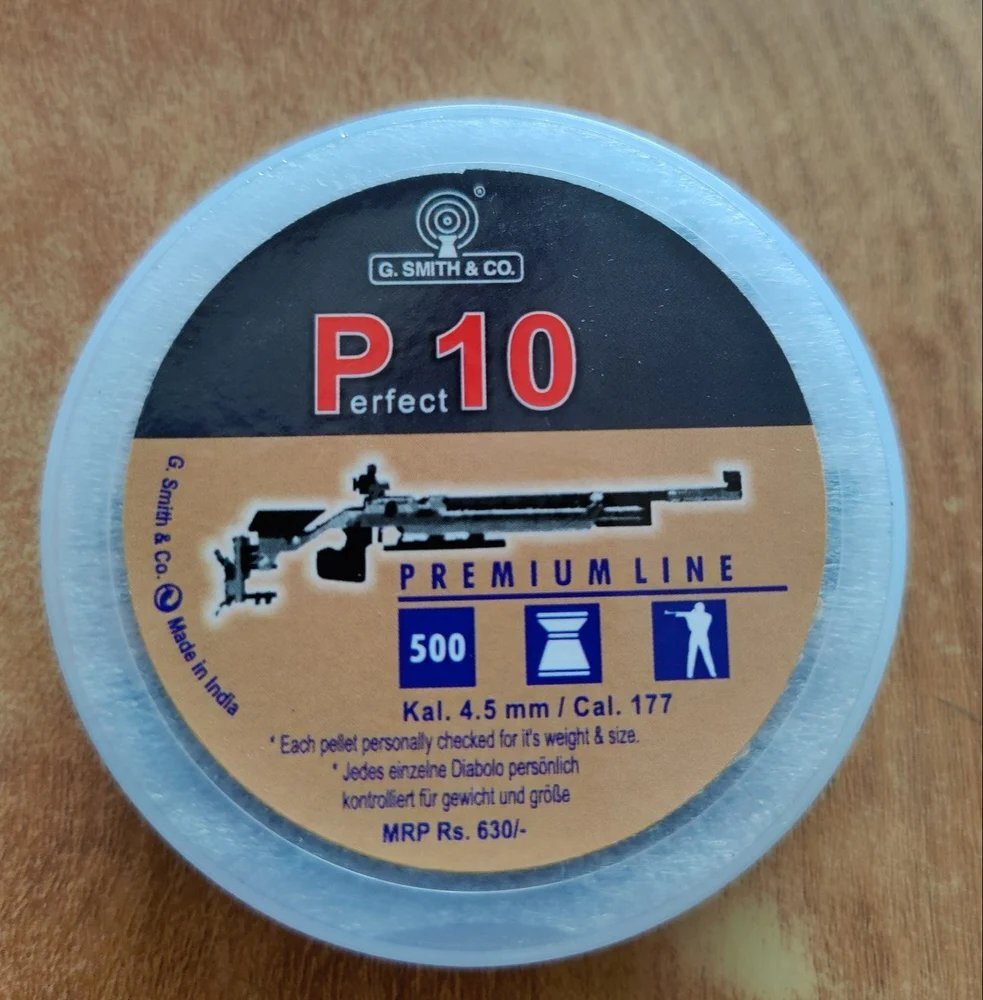 ®
G. SMITH & CO.
Perfect 10
PREMIUM LINE
500
Kal. 4.5 mm / Cal. 177
* Each pellet personally checked for it's weight & size.
* Jedes einzelne Diabolo persönlich
kontrolliert für gewicht und größe
MRP Rs. 630/-
G. Smith & Co. Made in India